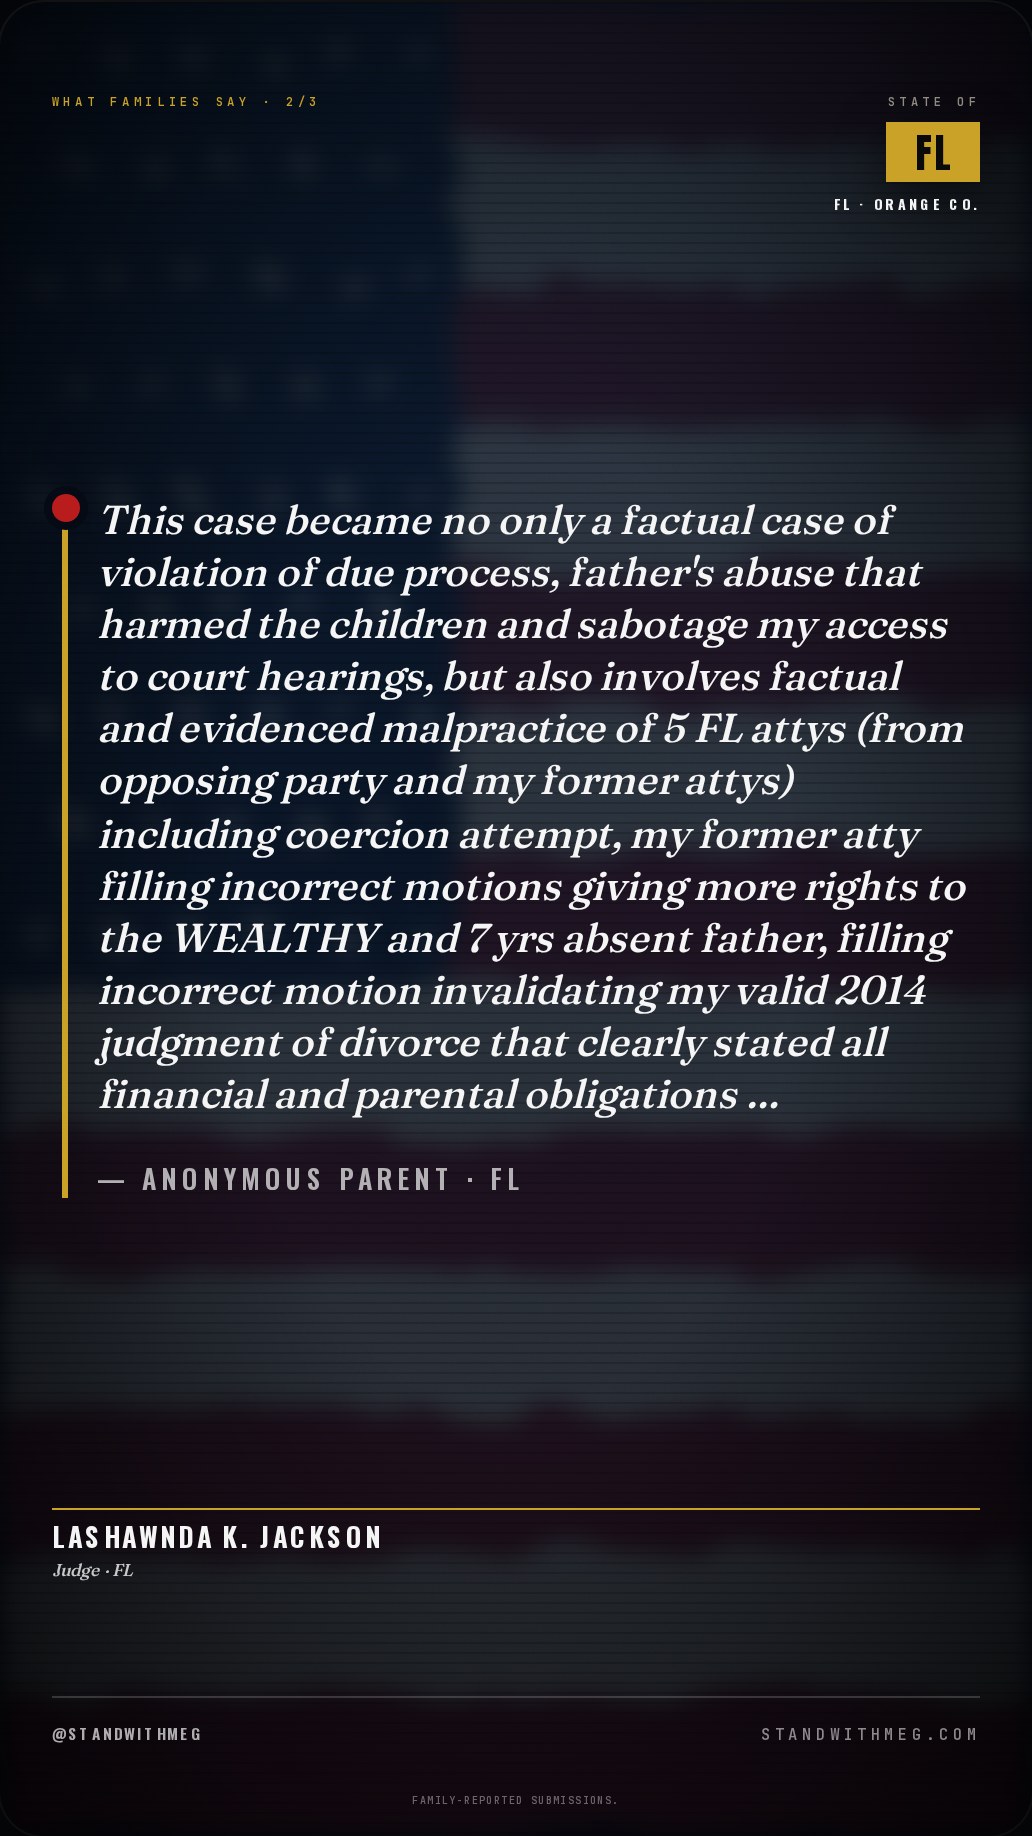 WHAT FAMILIES SAY · 2/3
STATE OF
FL
FL · ORANGE CO.
This case became no only a factual case of
violation of due process, father's abuse that
harmed the children and sabotage my access
to court hearings, but also involves factual
and evidenced malpractice of 5 FL attys (from
opposing party and my former attys)
including coercion attempt, my former atty
filling incorrect motions giving more rights to
the WEALTHY and 7 yrs absent father, filling
incorrect motion invalidating my valid 2014
judgment of divorce that clearly stated all
financial and parental obligations ...
— ANONYMOUS PARENT · FL
LASHAWNDA K. JACKSON
Judge · FL
@STANDWITHMEG
STANDWITHMEG.COM
FAMILY-REPORTED SUBMISSIONS.